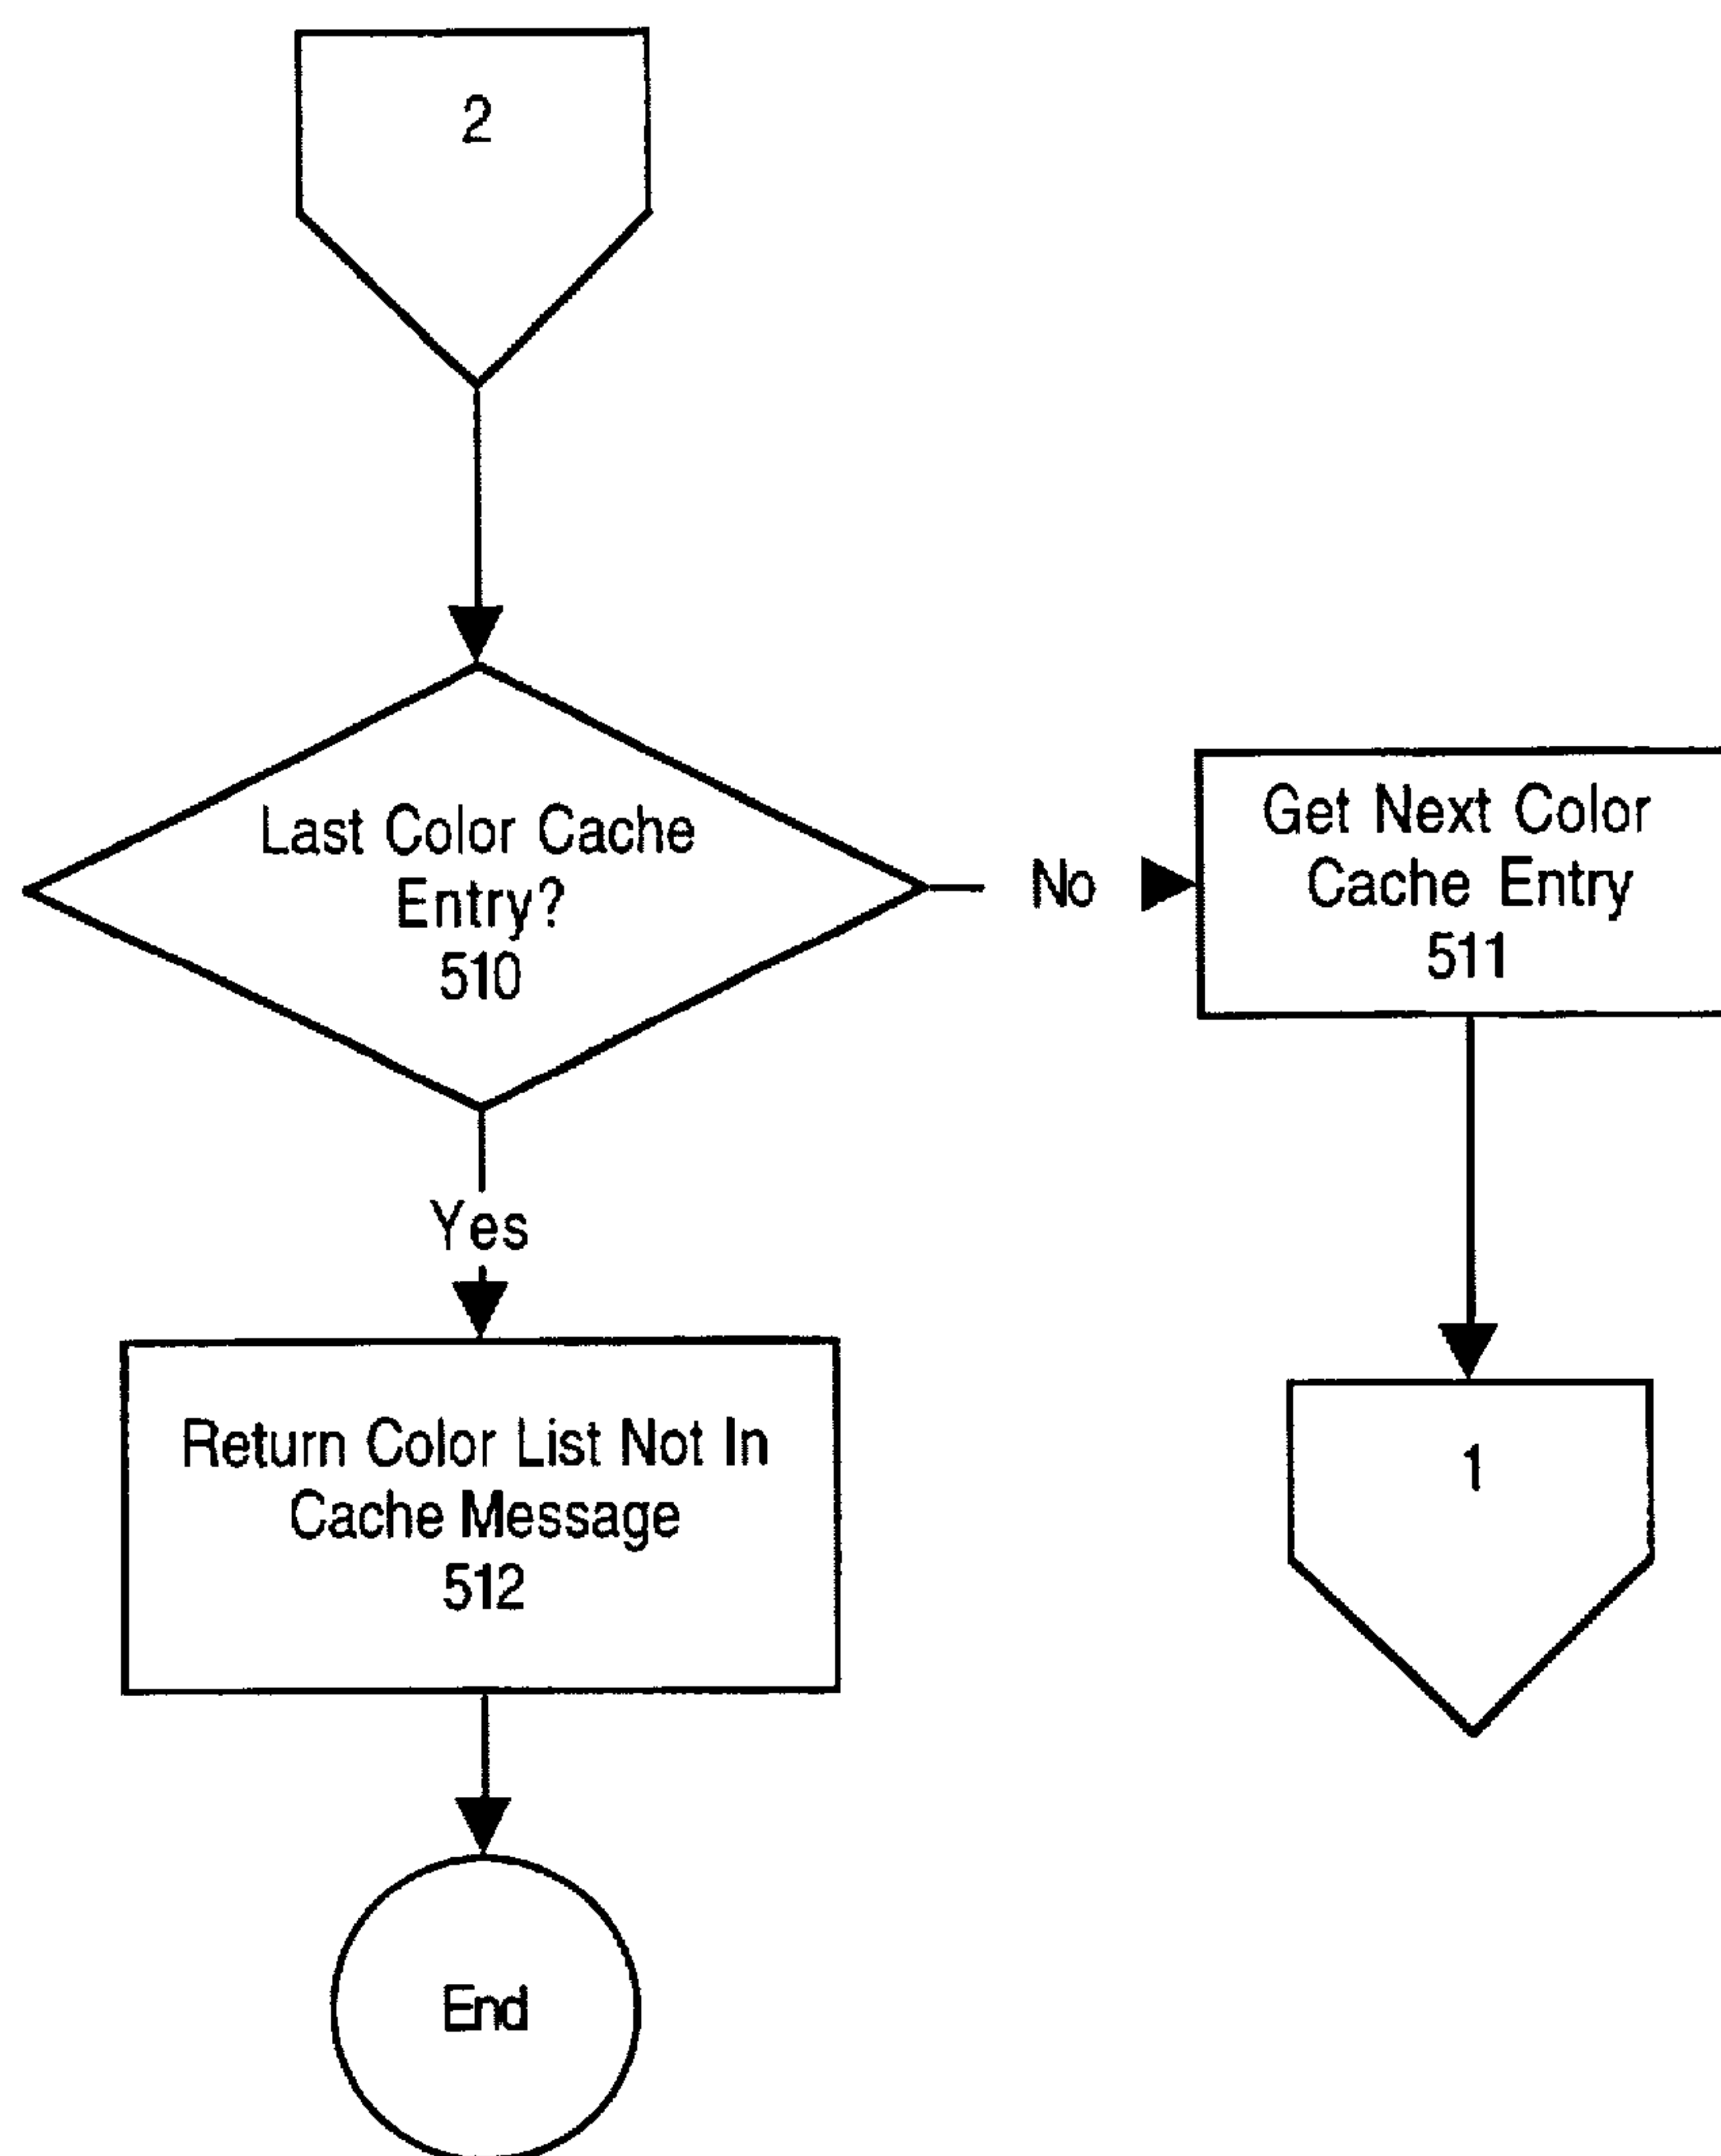 2
Last Color Cache
Entry?
510
No
Get Next Color
Cache Entry
511
Yes
Return Color List Not In
Cache Message
512
1
End